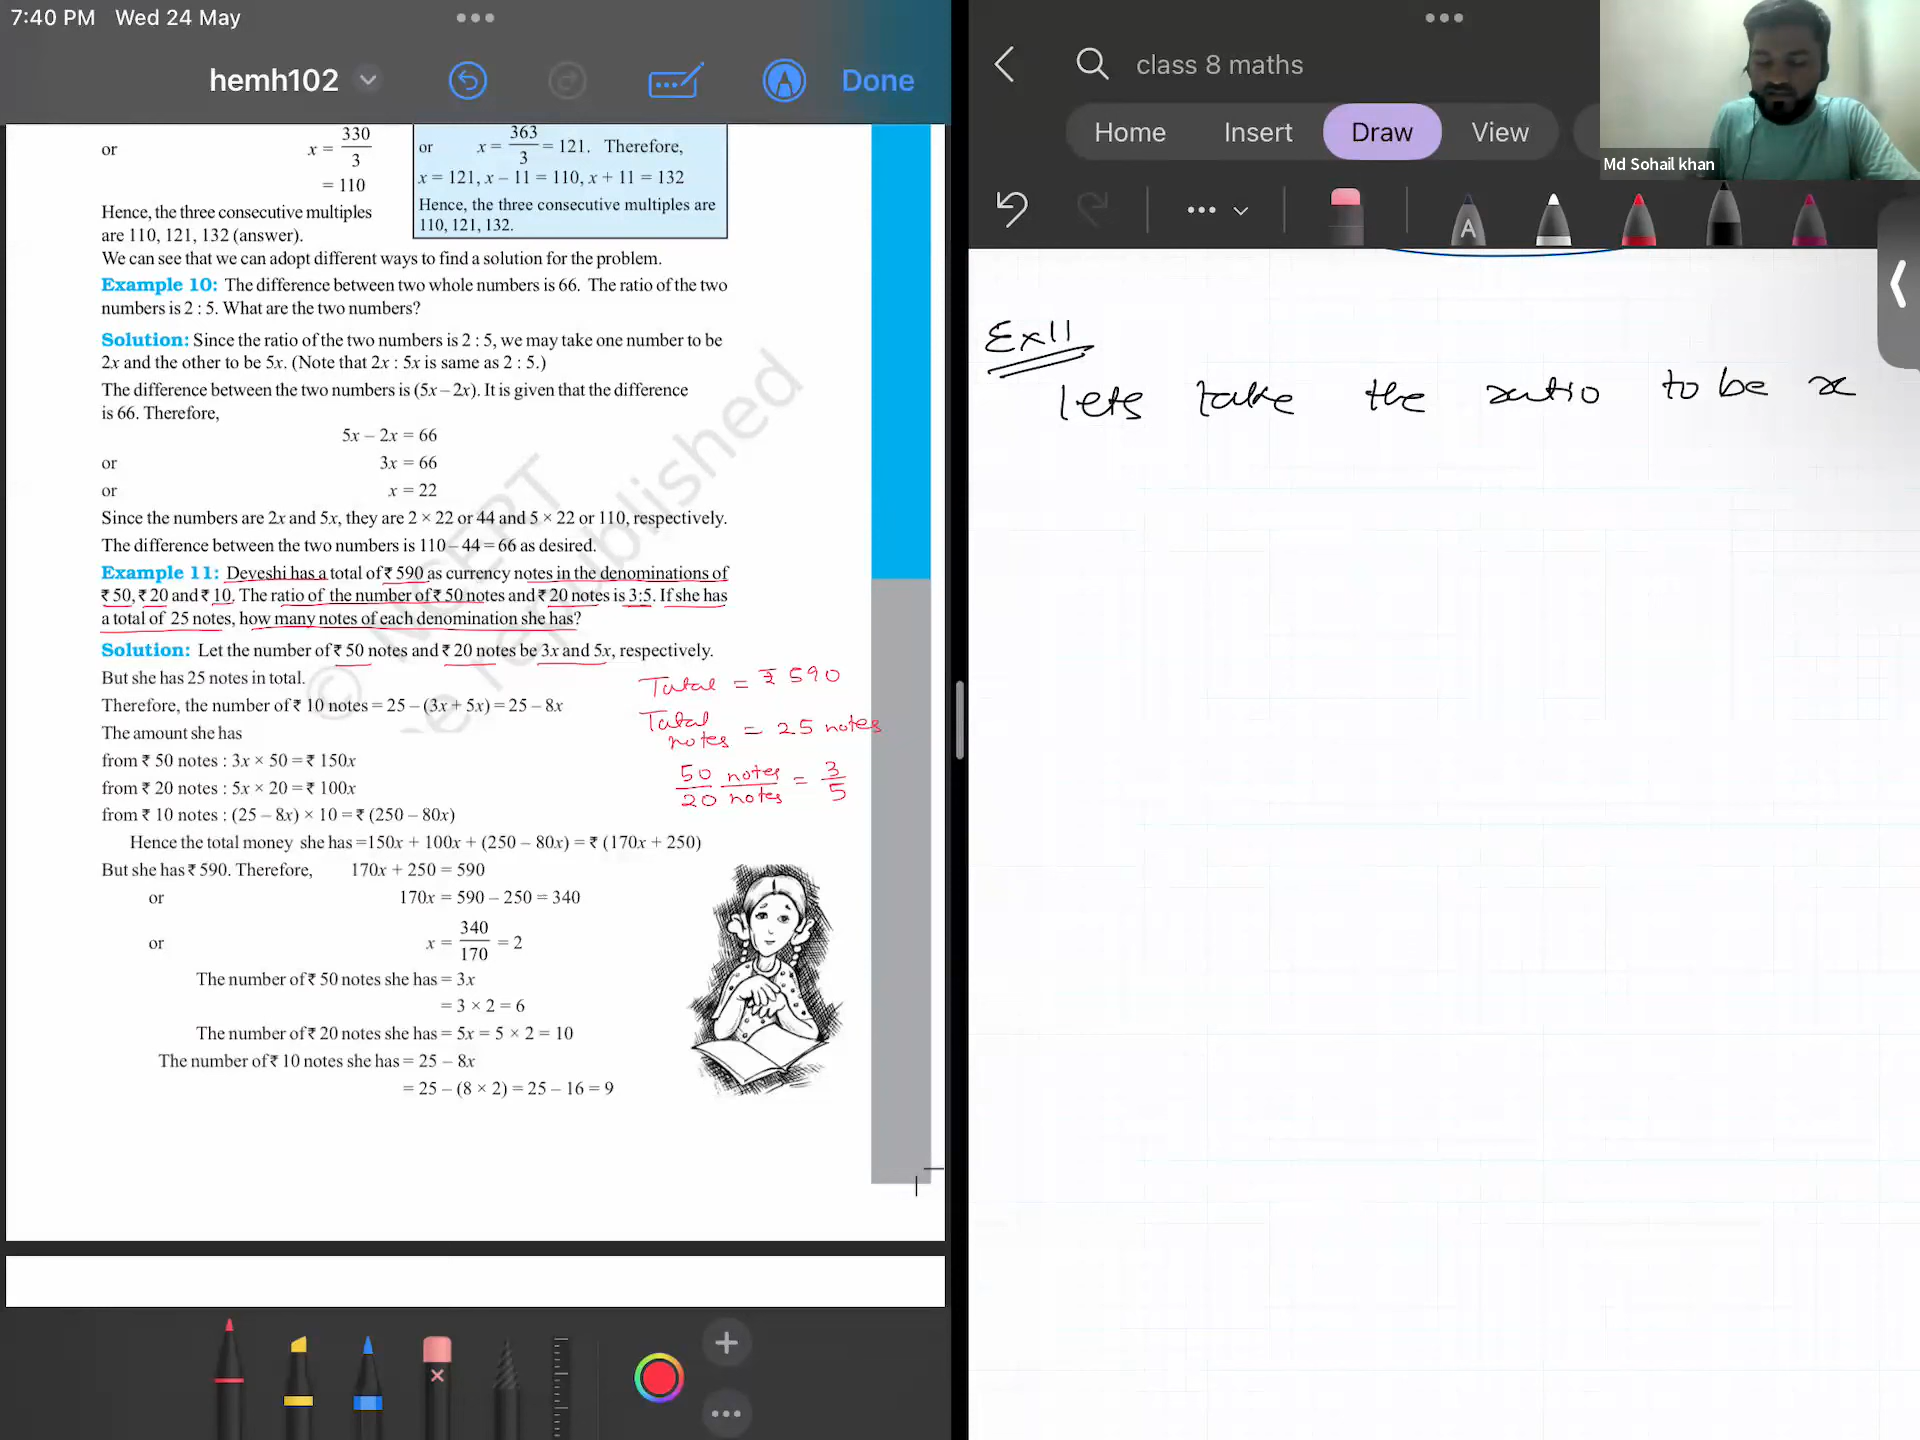 7:40 PM Wed 24 May
hemh102
Done
or x = 330/3
= 110
Hence, the three consecutive multiples
are 110, 121, 132 (answer).
or x = 363/3 = 121. Therefore,
x = 121, x – 11 = 110, x + 11 = 132
Hence, the three consecutive multiples are
110, 121, 132.
We can see that we can adopt different ways to find a solution for the problem.
Example 10: The difference between two whole numbers is 66. The ratio of the two
numbers is 2 : 5. What are the two numbers?
Solution: Since the ratio of the two numbers is 2 : 5, we may take one number to be
2x and the other to be 5x. (Note that 2x : 5x is same as 2 : 5.)
The difference between the two numbers is (5x – 2x). It is given that the difference
is 66. Therefore,
5x – 2x = 66
or 3x = 66
or x = 22
Since the numbers are 2x and 5x, they are 2 × 22 or 44 and 5 × 22 or 110, respectively.
The difference between the two numbers is 110 – 44 = 66 as desired.
Example 11: Deveshi has a total of ₹ 590 as currency notes in the denominations of
₹ 50, ₹ 20 and ₹ 10. The ratio of the number of ₹ 50 notes and ₹ 20 notes is 3:5. If she has
a total of 25 notes, how many notes of each denomination she has?
Solution: Let the number of ₹ 50 notes and ₹ 20 notes be 3x and 5x, respectively.
But she has 25 notes in total.
Therefore, the number of ₹ 10 notes = 25 – (3x + 5x) = 25 – 8x
The amount she has
from ₹ 50 notes : 3x × 50 = ₹ 150x
from ₹ 20 notes : 5x × 20 = ₹ 100x
from ₹ 10 notes : (25 – 8x) × 10 = ₹ (250 – 80x)
Hence the total money she has =150x + 100x + (250 – 80x) = ₹ (170x + 250)
But she has ₹ 590. Therefore, 170x + 250 = 590
or 170x = 590 – 250 = 340
or x = 340/170 = 2
The number of ₹ 50 notes she has = 3x
= 3 × 2 = 6
The number of ₹ 20 notes she has = 5x = 5 × 2 = 10
The number of ₹ 10 notes she has = 25 – 8x
= 25 – (8 × 2) = 25 – 16 = 9
Total = ₹ 590
Total notes = 25 notes
50 notes/20 notes = 3/5
© NCERT
be republished
class 8 maths
Home Insert Draw View
A
Md Sohail khan
Ex11
lets take the ratio to be x